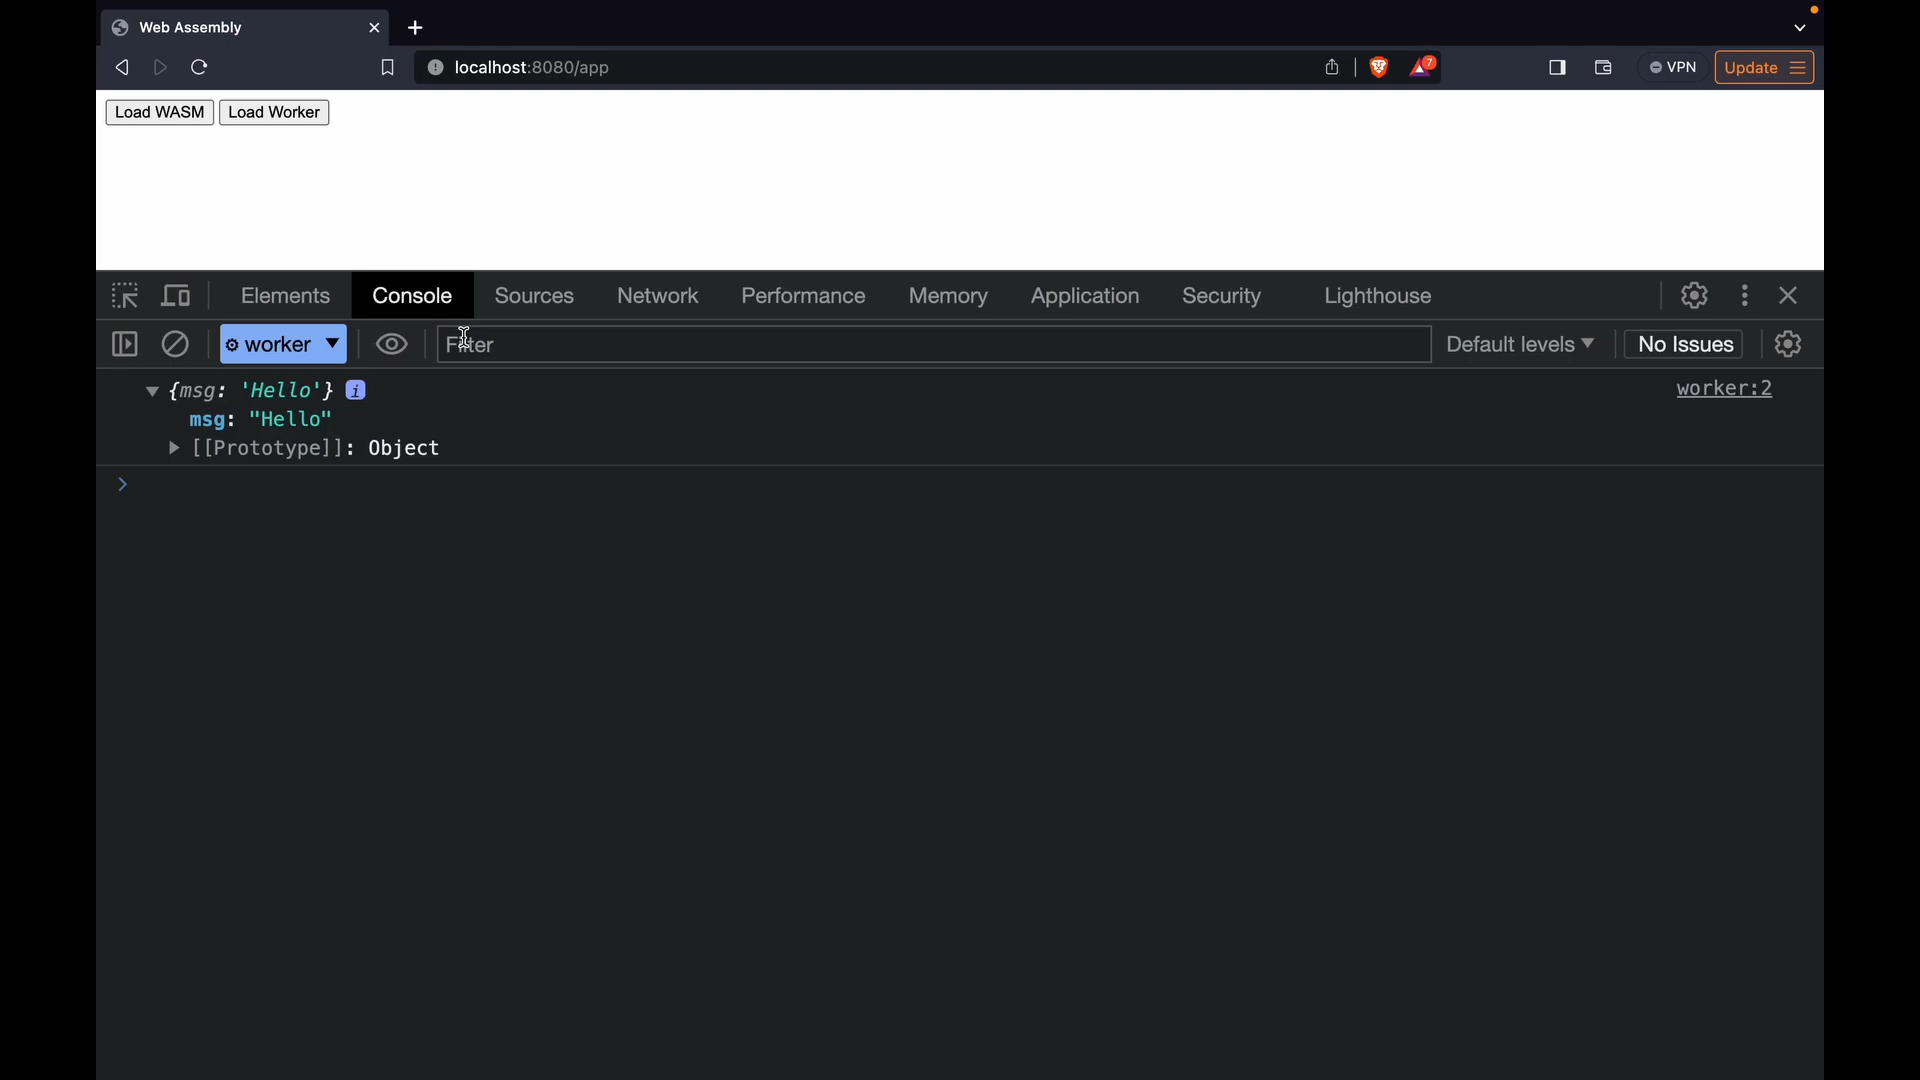 Web Assembly
localhost:8080/app
7
VPN
Update
Load WASM Load Worker
Elements Console Sources Network Performance Memory Application Security Lighthouse
worker Filter Default levels No Issues
{msg: 'Hello'} i worker:2
msg: "Hello"
[[Prototype]]: Object